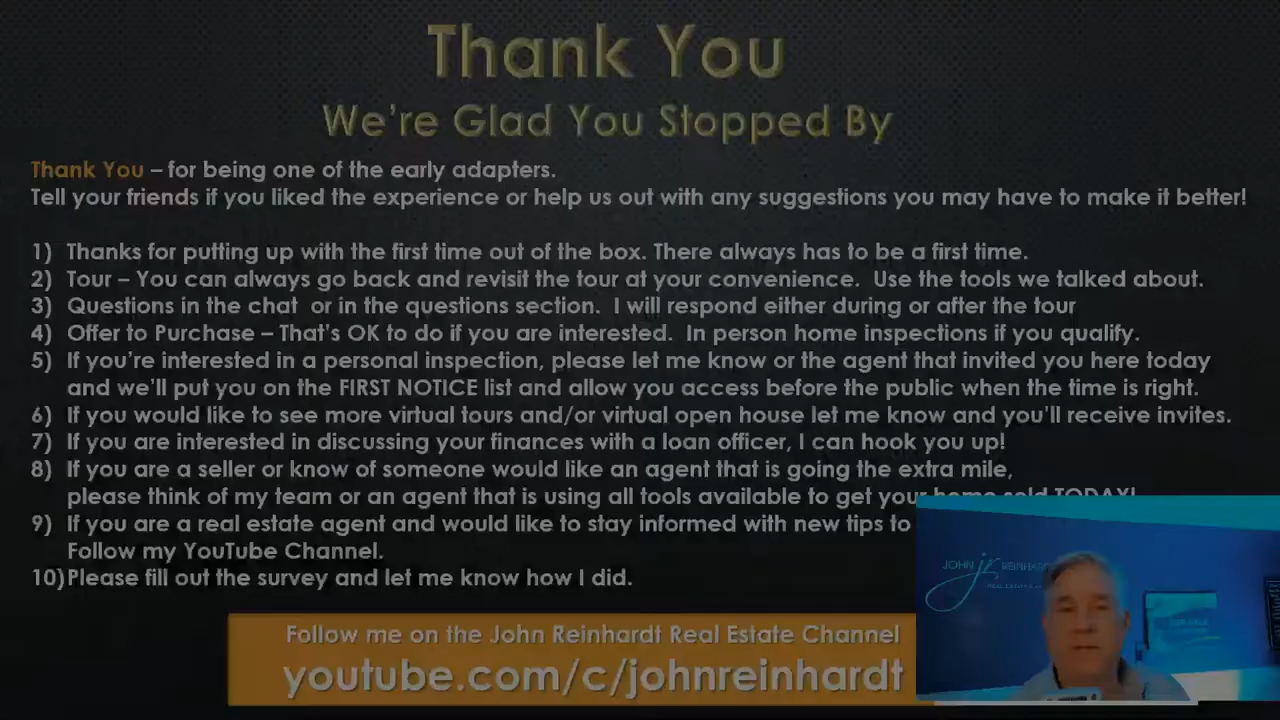 Thank You
We're Glad You Stopped By
Thank You – for being one of the early adapters.
Tell your friends if you liked the experience or help us out with any suggestions you may have to make it better!
1) Thanks for putting up with the first time out of the box. There always has to be a first time.
2) Tour – You can always go back and revisit the tour at your convenience. Use the tools we talked about.
3) Questions in the chat or in the questions section. I will respond either during or after the tour
4) Offer to Purchase – That's OK to do if you are interested. In person home inspections if you qualify.
5) If you're interested in a personal inspection, please let me know or the agent that invited you here today
and we'll put you on the FIRST NOTICE list and allow you access before the public when the time is right.
6) If you would like to see more virtual tours and/or virtual open house let me know and you'll receive invites.
7) If you are interested in discussing your finances with a loan officer, I can hook you up!
8) If you are a seller or know of someone would like an agent that is going the extra mile,
please think of my team or an agent that is using all tools available to get your home sold TODAY!
9) If you are a real estate agent and would like to stay informed with new tips to
Follow my YouTube Channel.
10) Please fill out the survey and let me know how I did.
JOHN jr REINHARDT
Follow me on the John Reinhardt Real Estate Channel
youtube.com/c/johnreinhardt